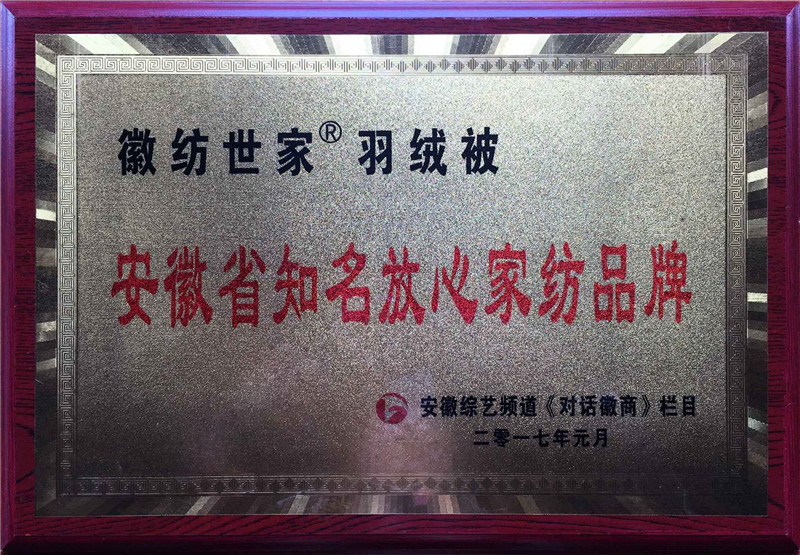 徽纺世家® 羽绒被
安徽省知名放心家纺品牌
安徽综艺频道《对话徽商》栏目
二零一七年元月